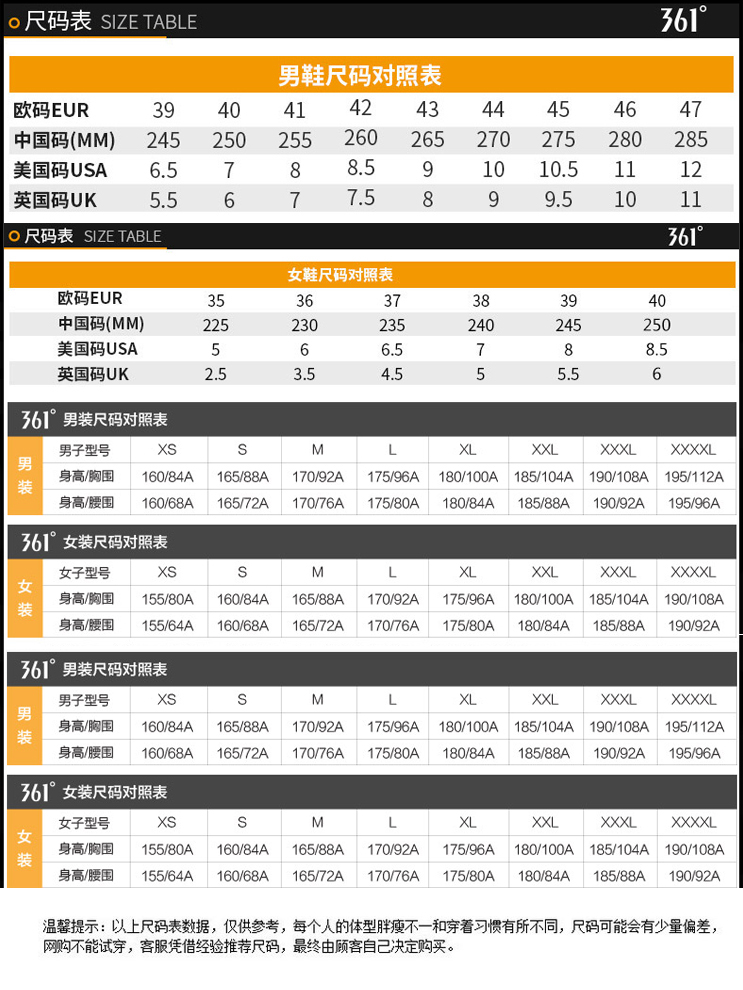 尺码表 SIZE TABLE 361°
男鞋尺码对照表
欧码EUR 39 40 41 42 43 44 45 46 47
中国码(MM) 245 250 255 260 265 270 275 280 285
美国码USA 6.5 7 8 8.5 9 10 10.5 11 12
英国码UK 5.5 6 7 7.5 8 9 9.5 10 11
尺码表 SIZE TABLE 361°
女鞋尺码对照表
欧码EUR 35 36 37 38 39 40
中国码(MM) 225 230 235 240 245 250
美国码USA 5 6 6.5 7 8 8.5
英国码UK 2.5 3.5 4.5 5 5.5 6
361° 男装尺码对照表
男装
男子型号 XS S M L XL XXL XXXL XXXXL
身高/胸围 160/84A 165/88A 170/92A 175/96A 180/100A 185/104A 190/108A 195/112A
身高/腰围 160/68A 165/72A 170/76A 175/80A 180/84A 185/88A 190/92A 195/96A
361° 女装尺码对照表
女装
女子型号 XS S M L XL XXL XXXL XXXXL
身高/胸围 155/80A 160/84A 165/88A 170/92A 175/96A 180/100A 185/104A 190/108A
身高/腰围 155/64A 160/68A 165/72A 170/76A 175/80A 180/84A 185/88A 190/92A
361° 男装尺码对照表
男装
男子型号 XS S M L XL XXL XXXL XXXXL
身高/胸围 160/84A 165/88A 170/92A 175/96A 180/100A 185/104A 190/108A 195/112A
身高/腰围 160/68A 165/72A 170/76A 175/80A 180/84A 185/88A 190/92A 195/96A
361° 女装尺码对照表
女装
女子型号 XS S M L XL XXL XXXL XXXXL
身高/胸围 155/80A 160/84A 165/88A 170/92A 175/96A 180/100A 185/104A 190/108A
身高/腰围 155/64A 160/68A 165/72A 170/76A 175/80A 180/84A 185/88A 190/92A
温馨提示:以上尺码表数据，仅供参考，每个人的体型胖瘦不一和穿着习惯有所不同，尺码可能会有少量偏差，
网购不能试穿，客服凭借经验推荐尺码，最终由顾客自己决定购买。